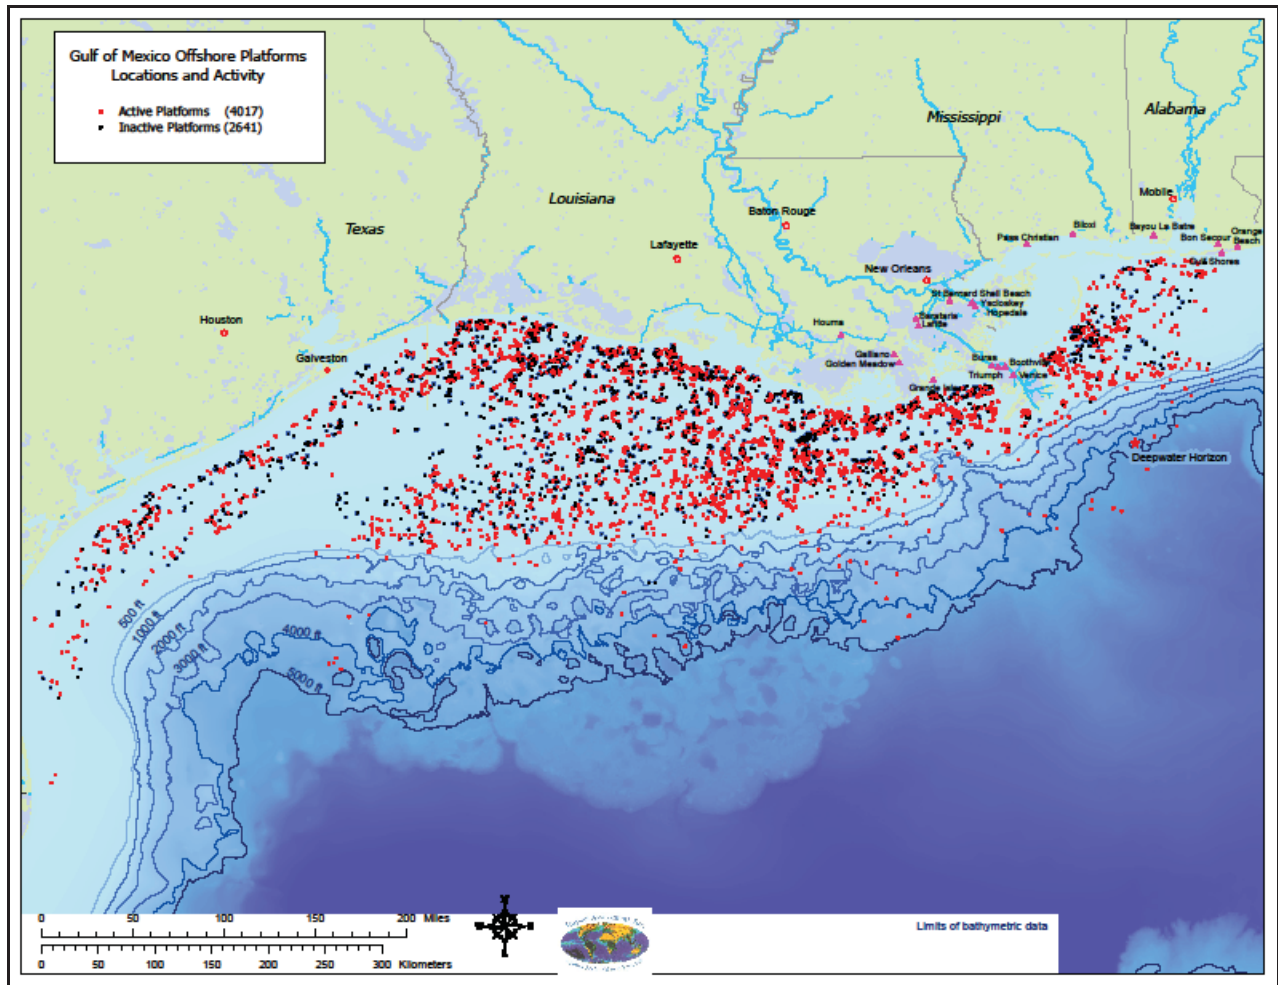 Gulf of Mexico Offshore Platforms
Locations and Activity
Active Platforms (4017)
Inactive Platforms (2641)
Mississippi
Alabama
Louisiana
Texas
Mobile
Baton Rouge
Lafayette
Biloxi
Bayou La Batre
Pass Christian
Bon Secour
Orange
Beach
Gulf Shores
New Orleans
St Bernard Shell Beach
Yscloskey
Hopedale
Barataria
Lafitte
Houston
Houma
Galveston
Galliano
Golden Meadow
Buras
Boothville
Triumph
Venice
Grande Isle
Deepwater Horizon
500 ft
1000 ft
2000 ft
3000 ft
4000 ft
5000 ft
0 50 100 150 200 Miles
0 50 100 150 200 250 300 Kilometers
N
Limits of bathymetric data